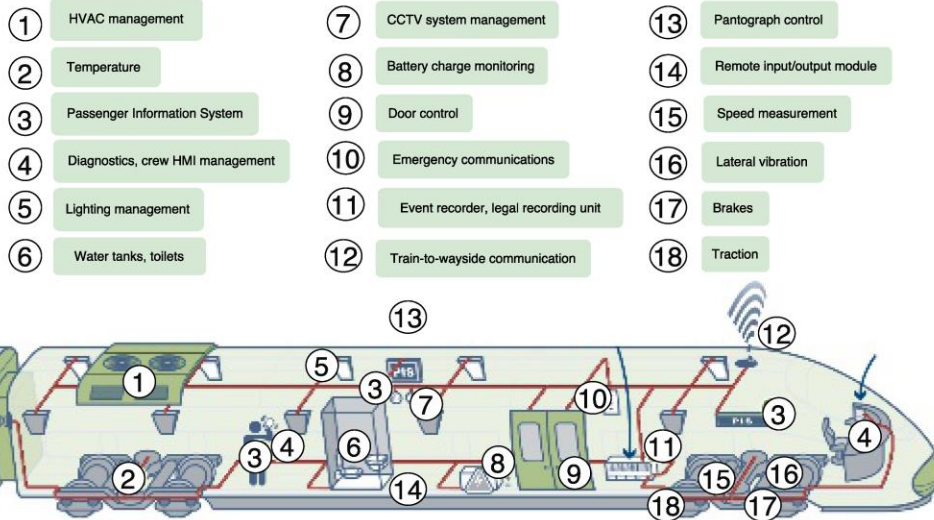 1 HVAC management
2 Temperature
3 Passenger Information System
4 Diagnostics, crew HMI management
5 Lighting management
6 Water tanks, toilets
7 CCTV system management
8 Battery charge monitoring
9 Door control
10 Emergency communications
11 Event recorder, legal recording unit
12 Train-to-wayside communication
13 Pantograph control
14 Remote input/output module
15 Speed measurement
16 Lateral vibration
17 Brakes
18 Traction
13
12
5
1
3 PIS
7
10
PIS 3
4
3
4
6
8
9
11
2
14
15
16
18
17